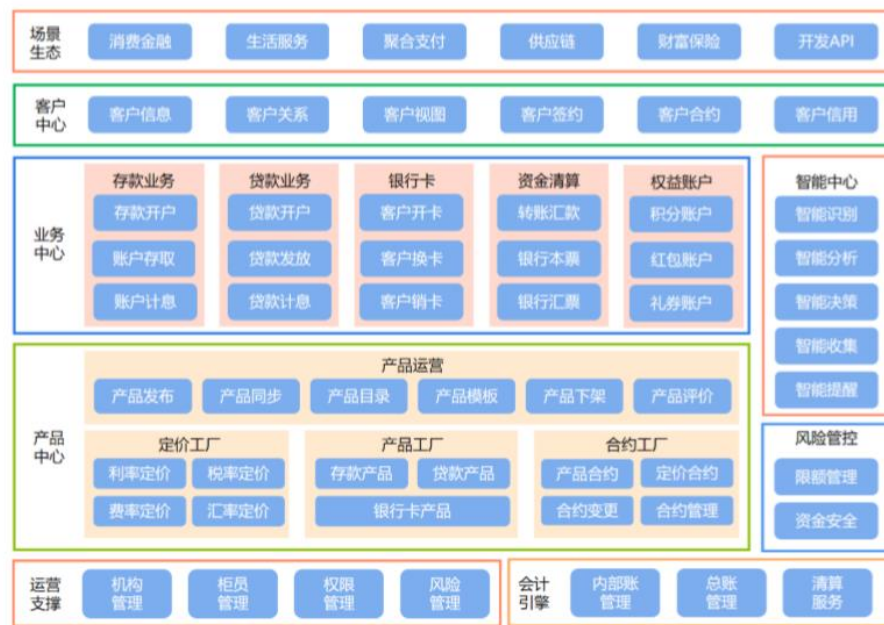 场景
生态
消费金融
生活服务
聚合支付
供应链
财富保险
开发API
客户
中心
客户信息
客户关系
客户视图
客户签约
客户合约
客户信用
业务
中心
存款业务
存款开户
账户存取
账户计息
贷款业务
贷款开户
贷款发放
贷款计息
银行卡
客户开卡
客户换卡
客户销卡
资金清算
转账汇款
银行本票
银行汇票
权益账户
积分账户
红包账户
礼券账户
智能中心
智能识别
智能分析
智能决策
智能收集
智能提醒
产品
中心
产品运营
产品发布
产品同步
产品目录
产品模板
产品下架
产品评价
定价工厂
利率定价
税率定价
费率定价
汇率定价
产品工厂
存款产品
贷款产品
银行卡产品
合约工厂
产品合约
定价合约
合约变更
合约管理
风险管控
限额管理
资金安全
运营
支撑
机构
管理
柜员
管理
权限
管理
风险
管理
会计
引擎
内部账
管理
总账
管理
清算
服务